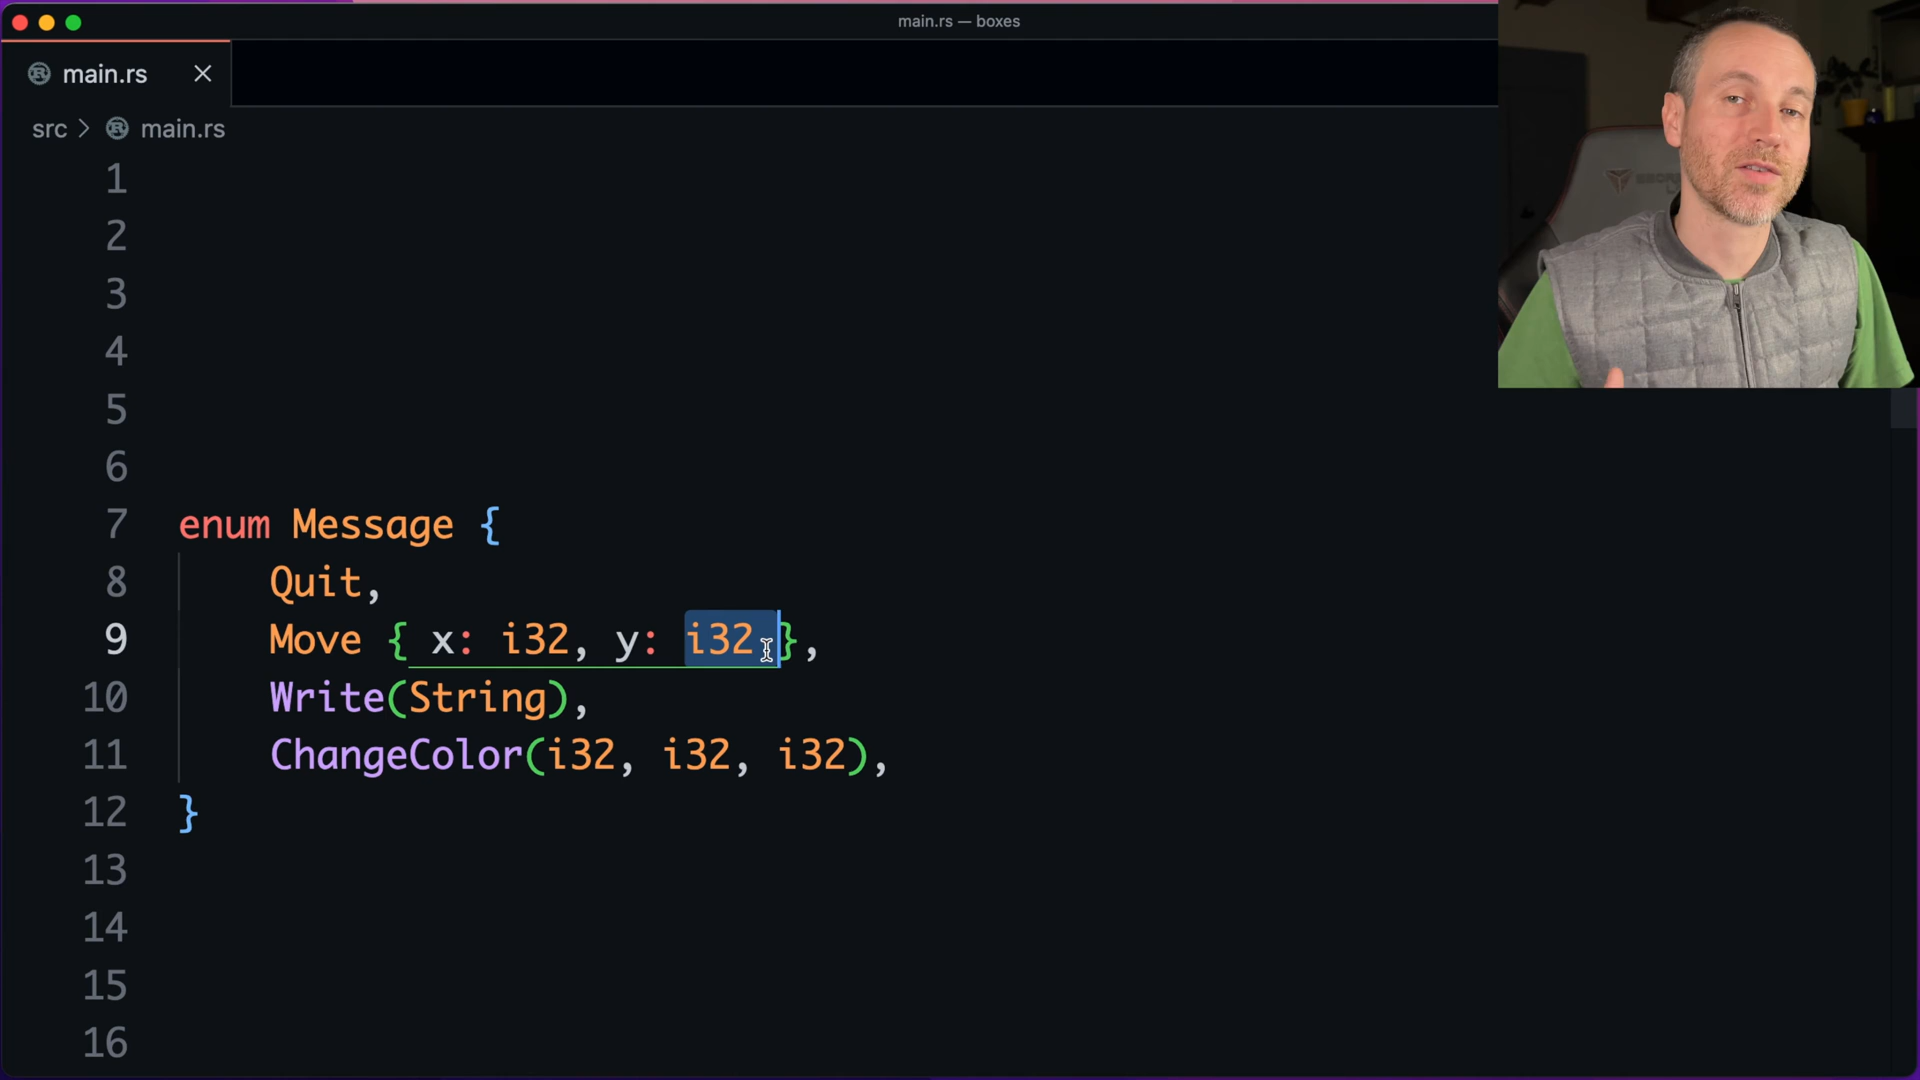 main.rs — boxes
main.rs
src > main.rs
1
2
3
4
5
6
7 enum Message {
8 Quit,
9 Move { x: i32, y: i32 },
10 Write(String),
11 ChangeColor(i32, i32, i32),
12 }
13
14
15
16